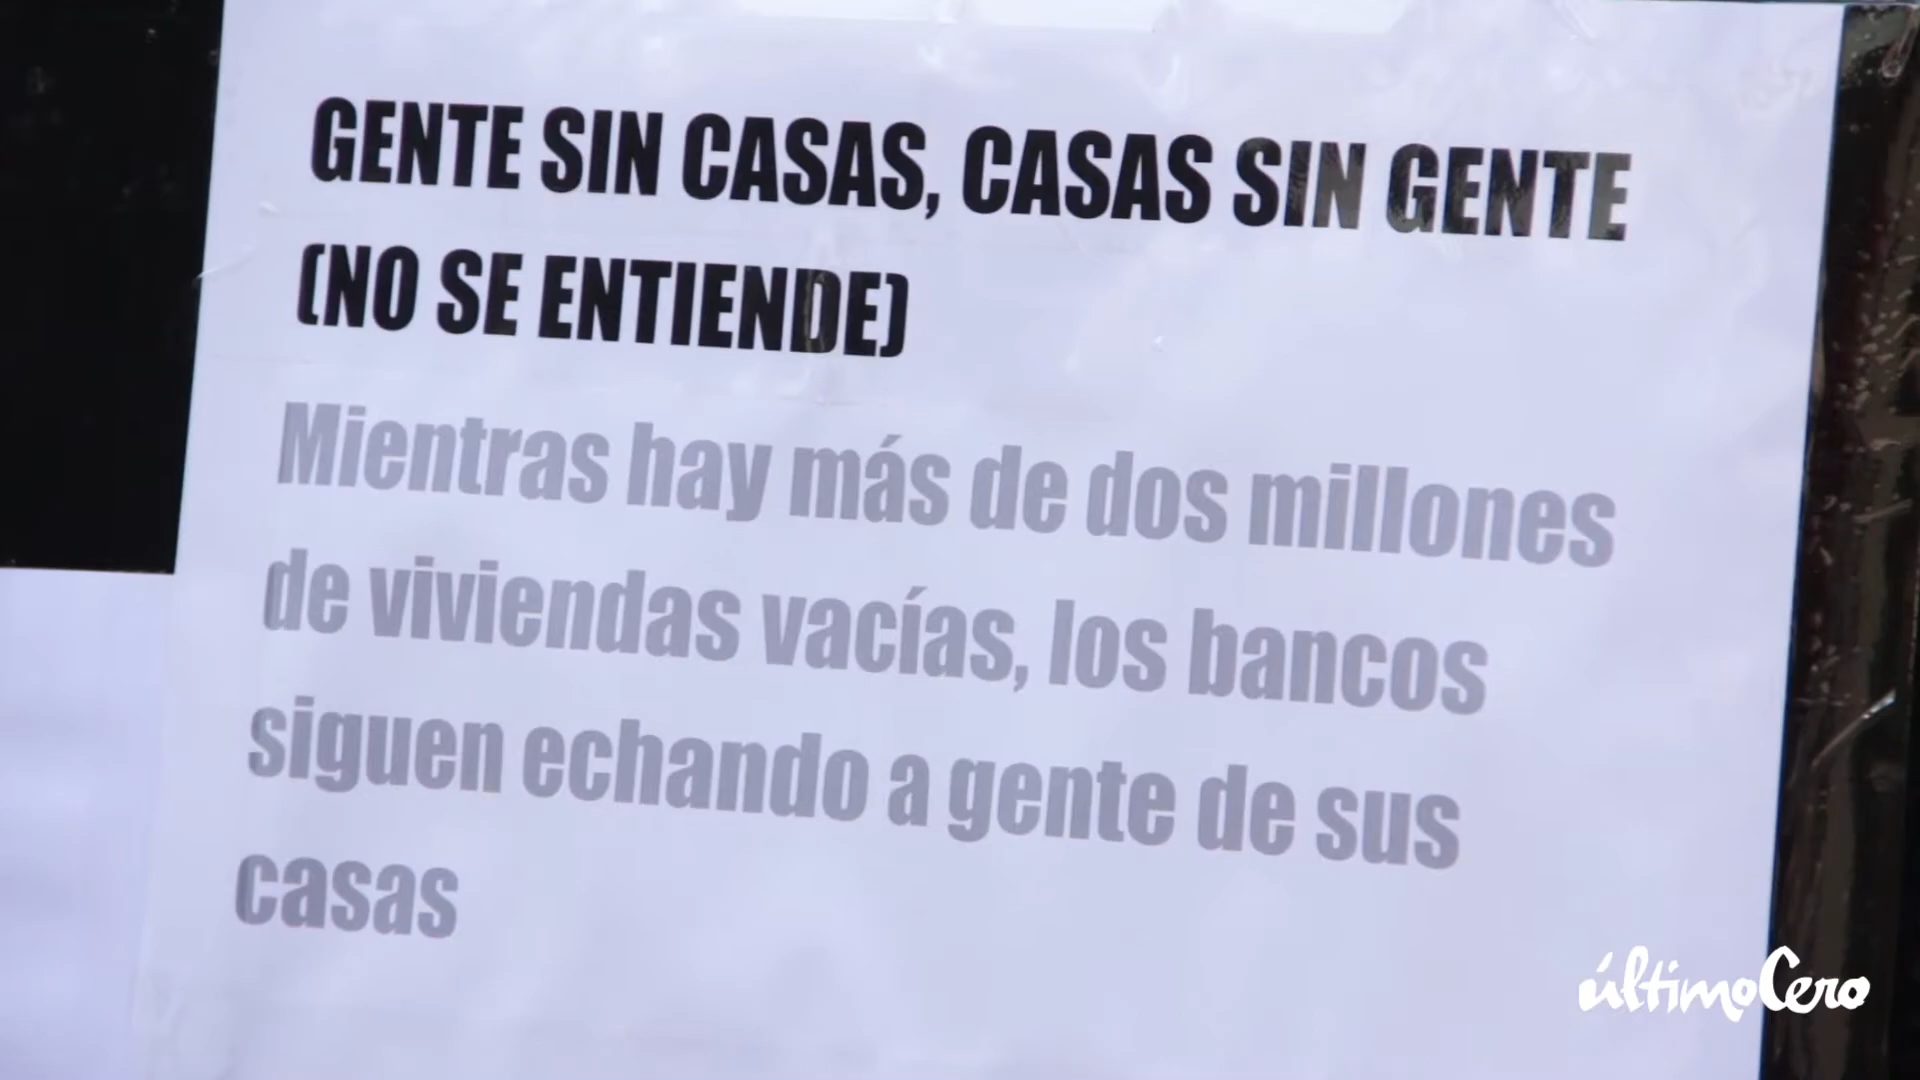 GENTE SIN CASAS, CASAS SIN GENTE
(NO SE ENTIENDE)
Mientras hay más de dos millones
de viviendas vacías, los bancos
siguen echando a gente de sus
casas
últimoCero